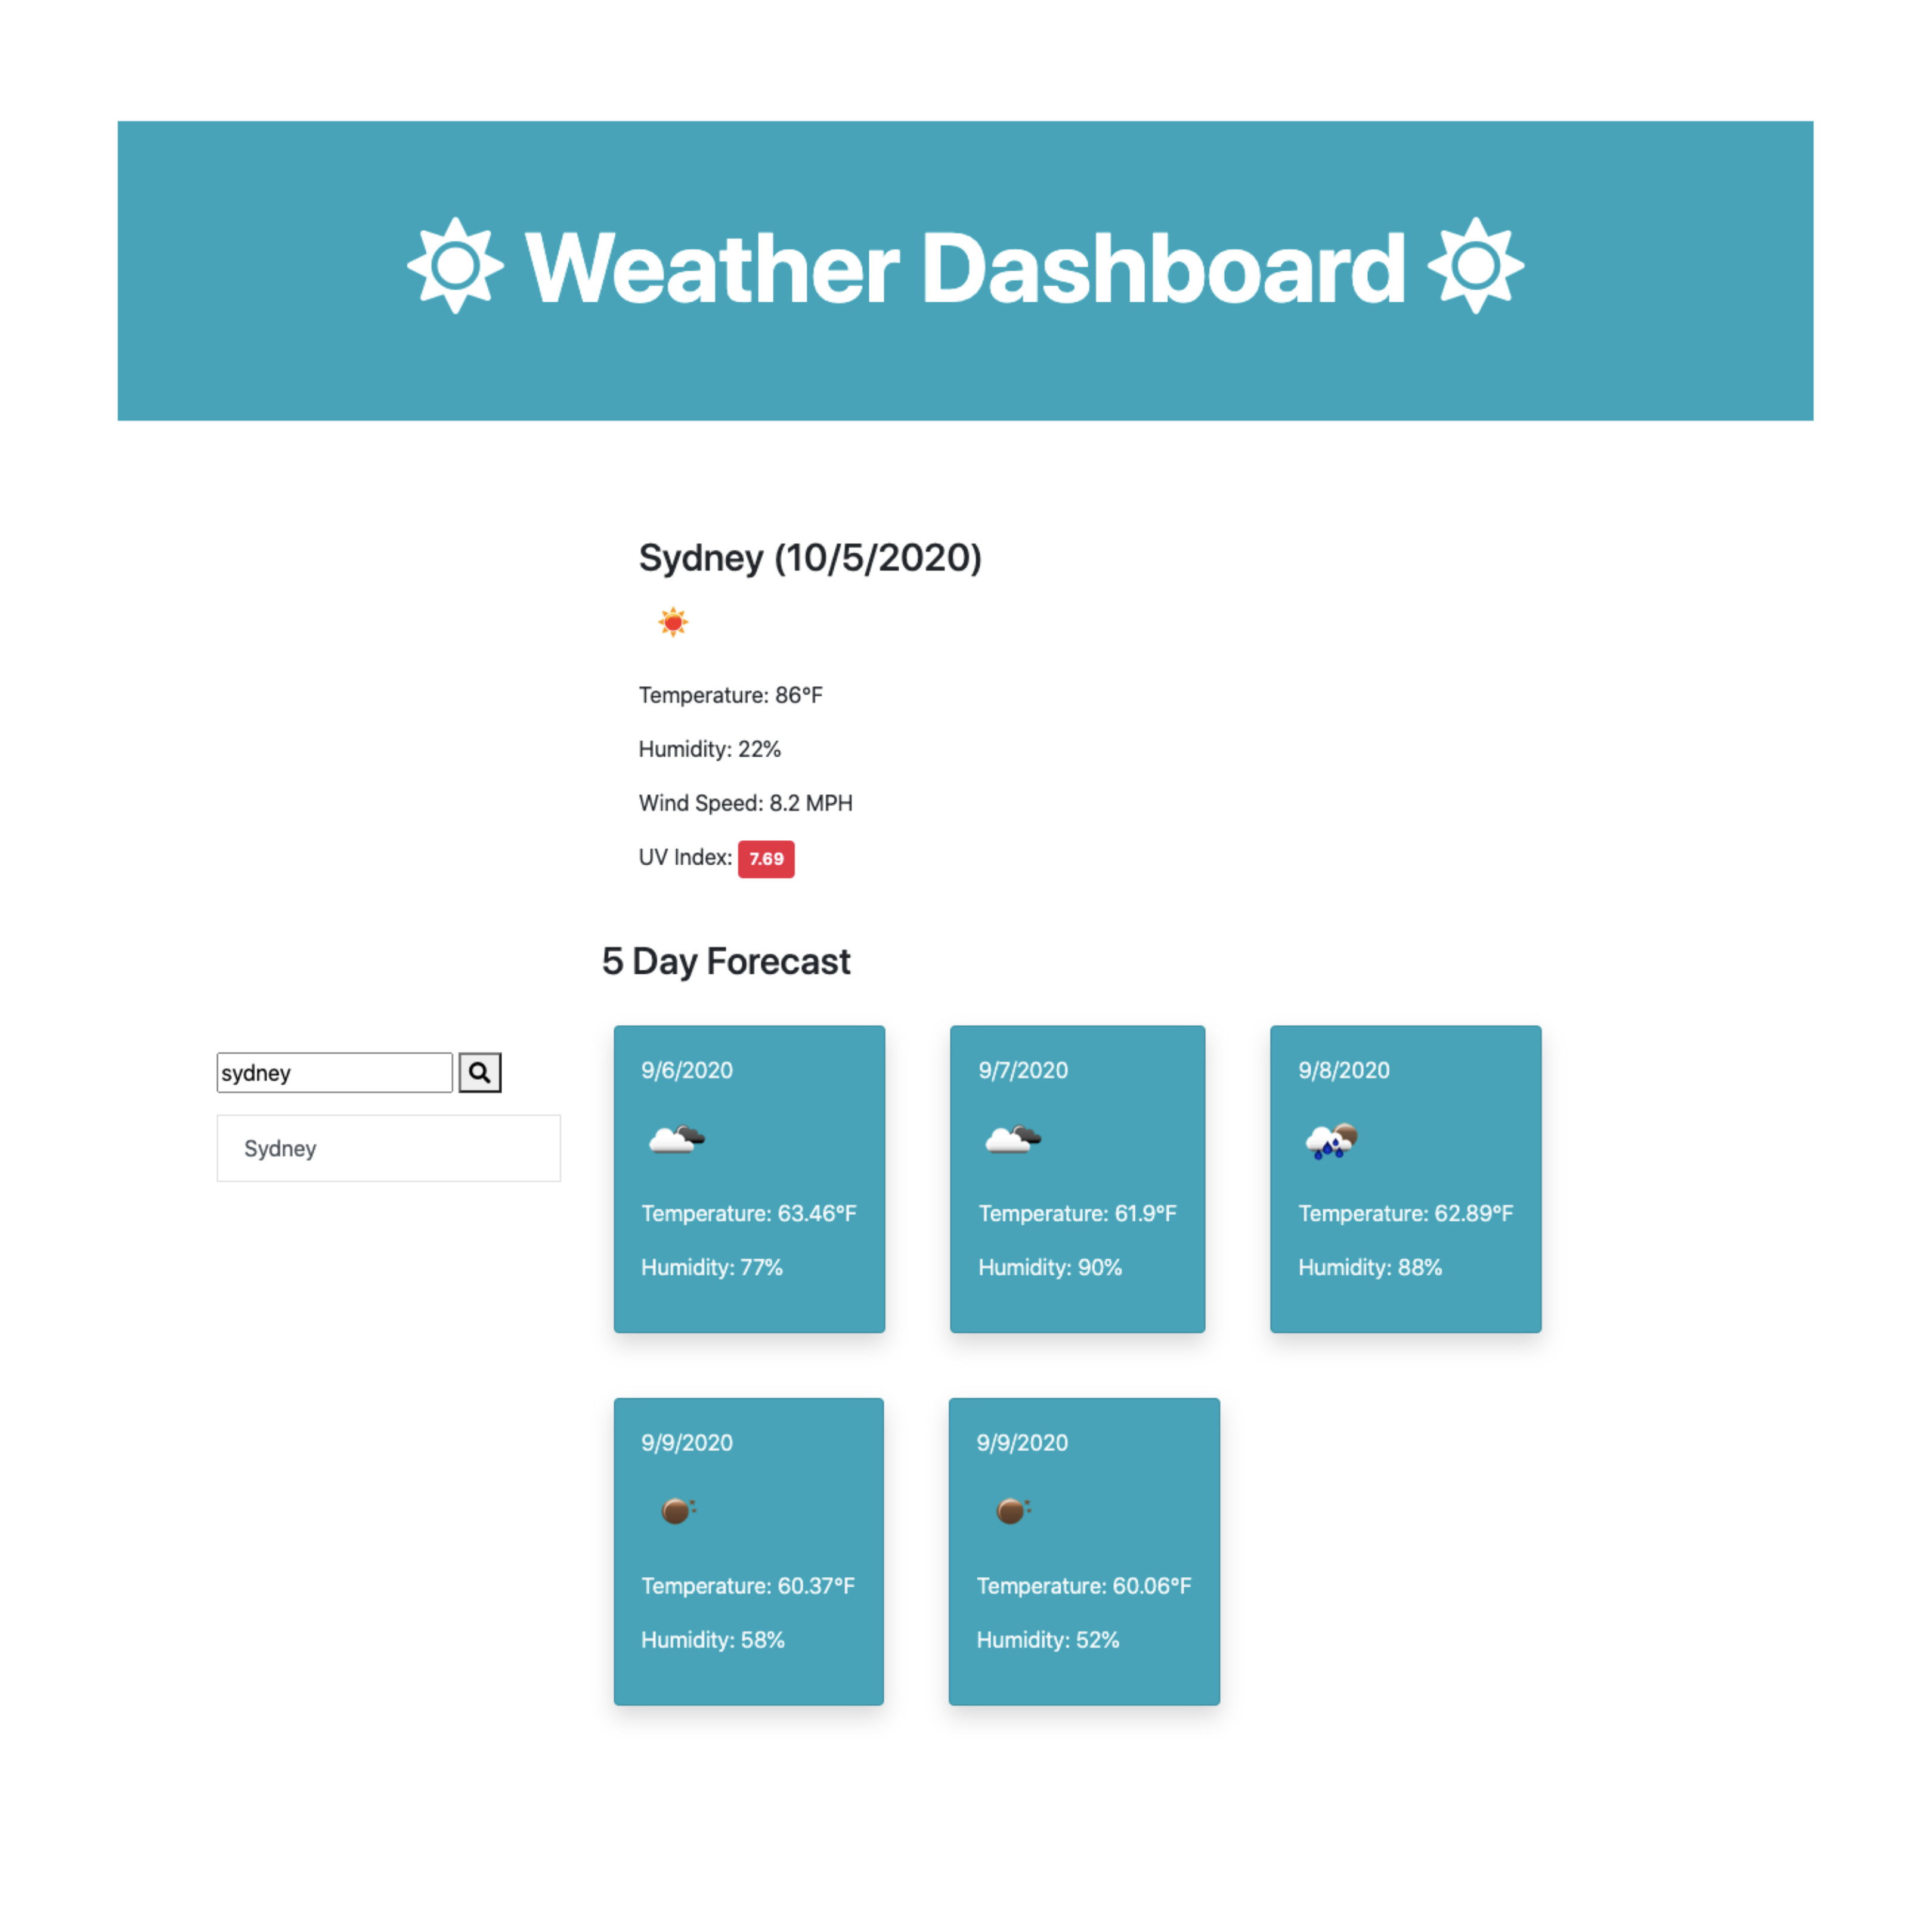 Weather Dashboard
Sydney (10/5/2020)
Temperature: 86°F
Humidity: 22%
Wind Speed: 8.2 MPH
UV Index: 7.69
5 Day Forecast
sydney
Sydney
9/6/2020
Temperature: 63.46°F
Humidity: 77%
9/7/2020
Temperature: 61.9°F
Humidity: 90%
9/8/2020
Temperature: 62.89°F
Humidity: 88%
9/9/2020
Temperature: 60.37°F
Humidity: 58%
9/9/2020
Temperature: 60.06°F
Humidity: 52%